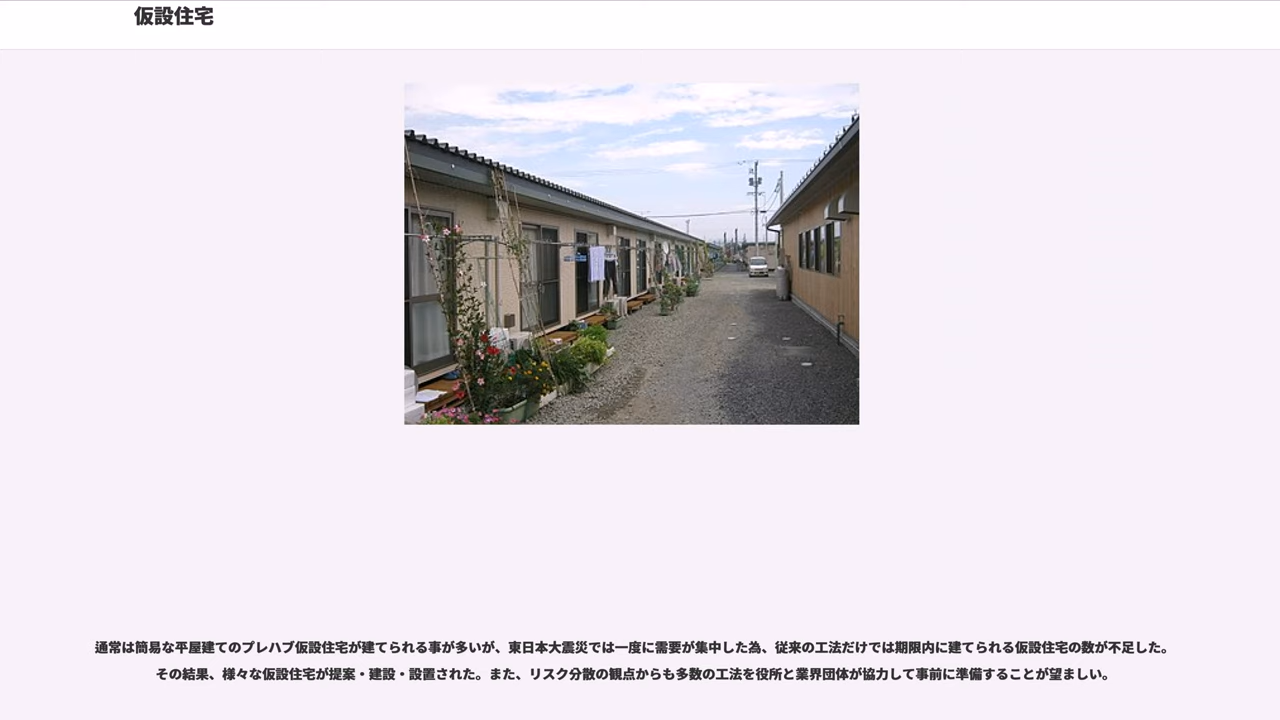 仮設住宅
通常は簡易な平屋建てのプレハブ仮設住宅が建てられる事が多いが、東日本大震災では一度に需要が集中した為、従来の工法だけでは期限内に建てられる仮設住宅の数が不足した。
その結果、様々な仮設住宅が提案・建設・設置された。また、リスク分散の観点からも多数の工法を役所と業界団体が協力して事前に準備することが望ましい。